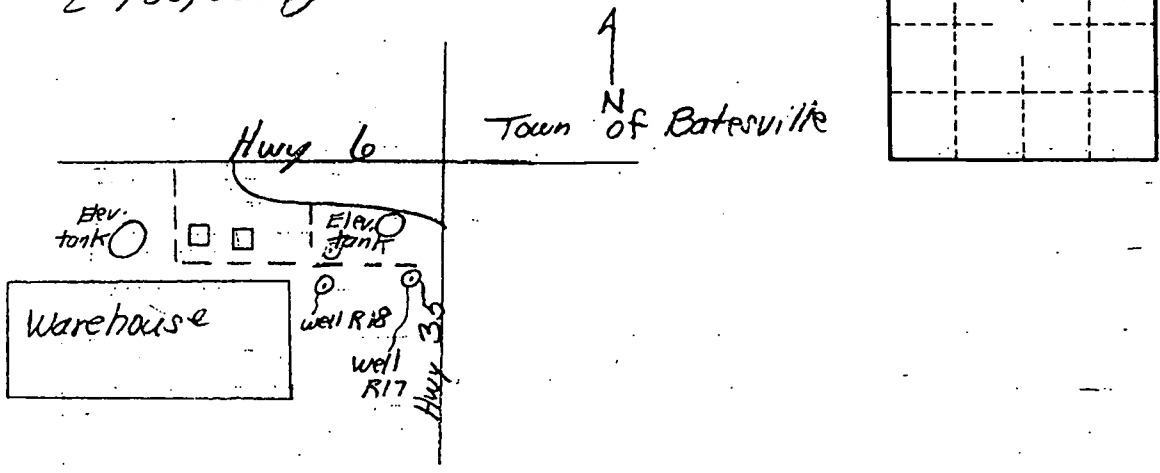 N
Town of Batesville
Hwy 6
Elev.
tank
Elev.
tank
Warehouse
well R18
well
R17
Hwy 35